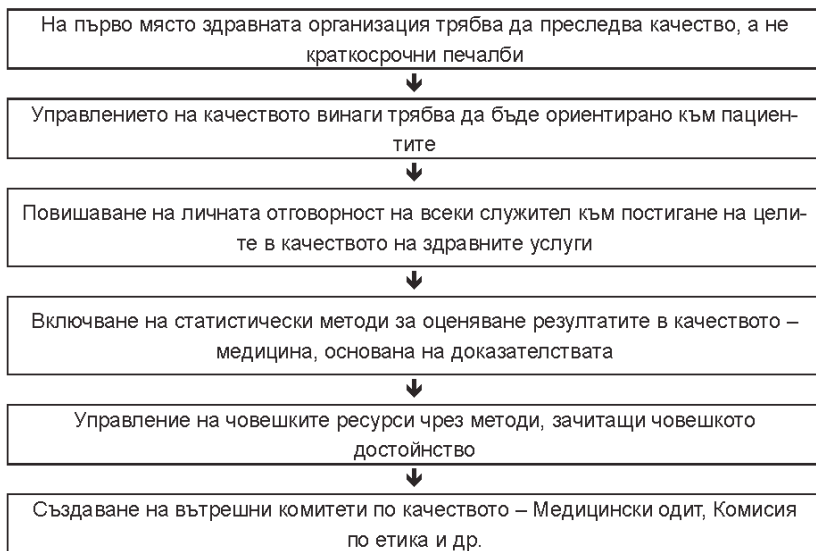 На първо място здравната организация трябва да преследва качество, а не
краткосрочни печалби
Управлението на качеството винаги трябва да бъде ориентирано към пациен-
тите
Повишаване на личната отговорност на всеки служител към постигане на цели-
те в качеството на здравните услуги
Включване на статистически методи за оценяване резултатите в качеството –
медицина, основана на доказателствата
Управление на човешките ресурси чрез методи, зачитащи човешкото
достойнство
Създаване на вътрешни комитети по качеството – Медицински одит, Комисия
по етика и др.